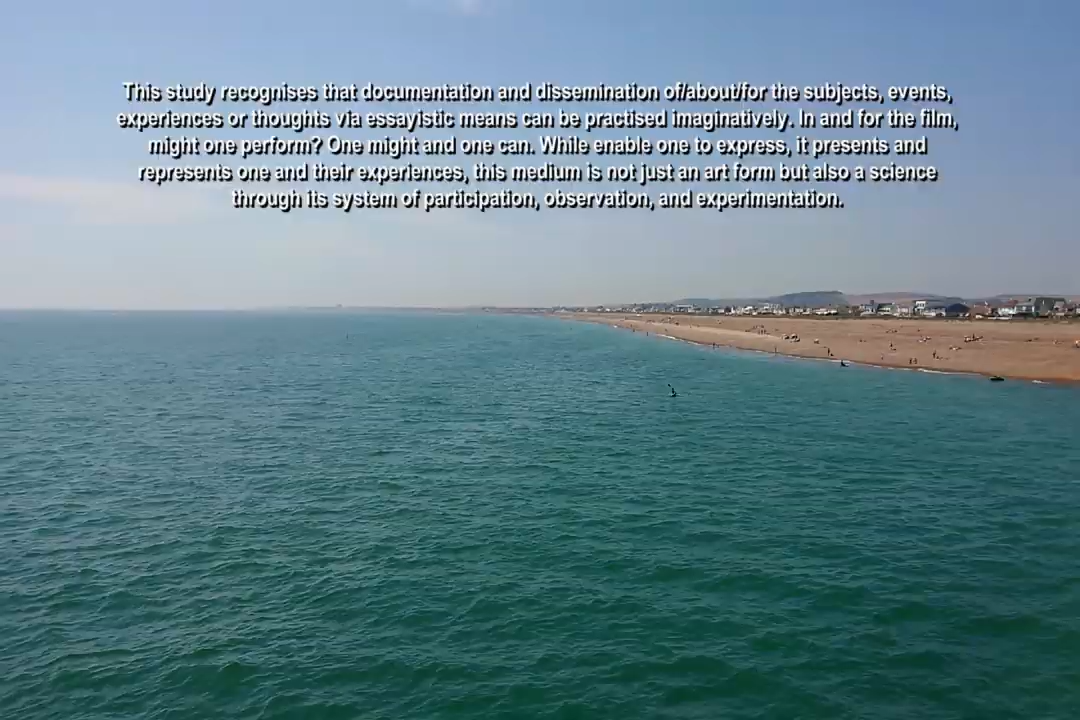 This study recognises that documentation and dissemination of/about/for the subjects, events,
experiences or thoughts via essayistic means can be practised imaginatively. In and for the film,
might one perform? One might and one can. While enable one to express, it presents and
represents one and their experiences, this medium is not just an art form but also a science
through its system of participation, observation, and experimentation.